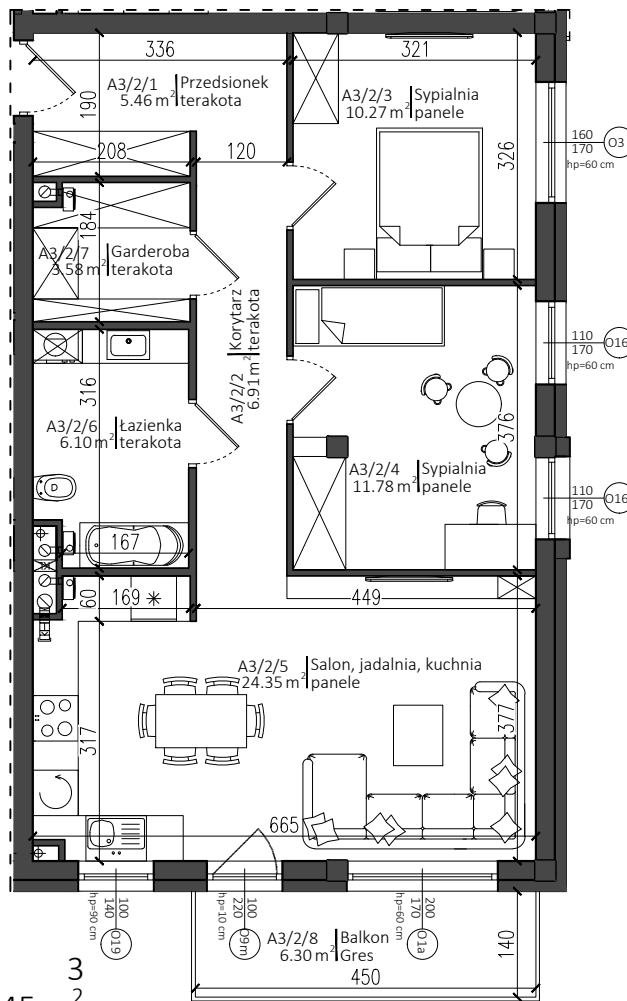 336
321
A3/2/1 Przedsionek
5.46 m² terakota
190
A3/2/3 Sypialnia
10.27 m² panele
160
170
hp=60 cm
O3
326
208
120
184
A3/2/7 Garderoba
3.58 m² terakota
A3/2/2 Korytarz
6.91 m² terakota
110
170
hp=60 cm
O16
316
A3/2/6 Łazienka
6.10 m² terakota
376
A3/2/4 Sypialnia
11.78 m² panele
110
170
hp=60 cm
O16
167
60
169
449
A3/2/5 Salon, jadalnia, kuchnia
24.35 m² panele
377
317
665
100
140
hp=90 cm
O19
100
220
hp=10 cm
O9m
200
170
hp=60 cm
O1a
A3/2/8 Balkon
6.30 m² Gres
140
450
3
2